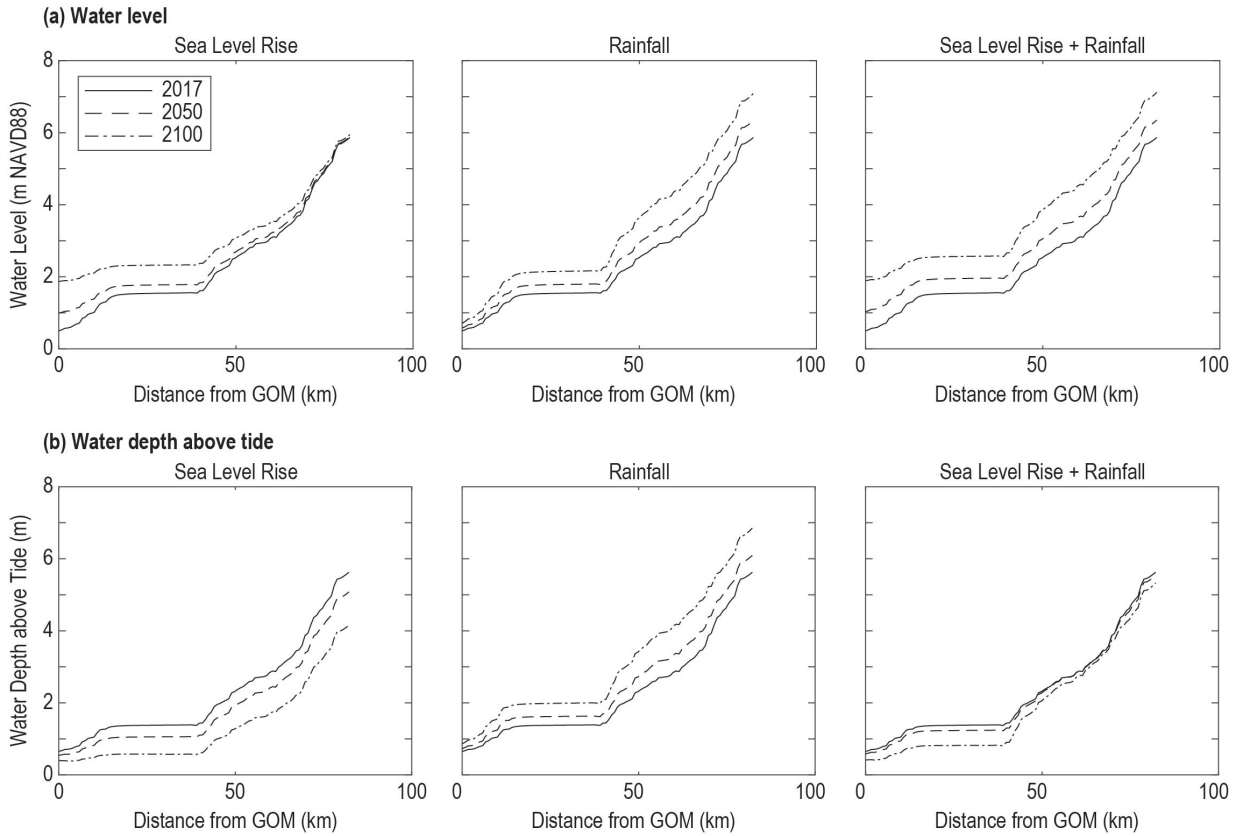 (a) Water level
Sea Level Rise
Rainfall
Sea Level Rise + Rainfall
8
6
4
2
0
Water Level (m NAVD88)
2017
2050
2100
0 50 100
0 50 100
0 50 100
Distance from GOM (km)
Distance from GOM (km)
Distance from GOM (km)
(b) Water depth above tide
Sea Level Rise
Rainfall
Sea Level Rise + Rainfall
8
6
4
2
0
Water Depth above Tide (m)
0 50 100
0 50 100
0 50 100
Distance from GOM (km)
Distance from GOM (km)
Distance from GOM (km)